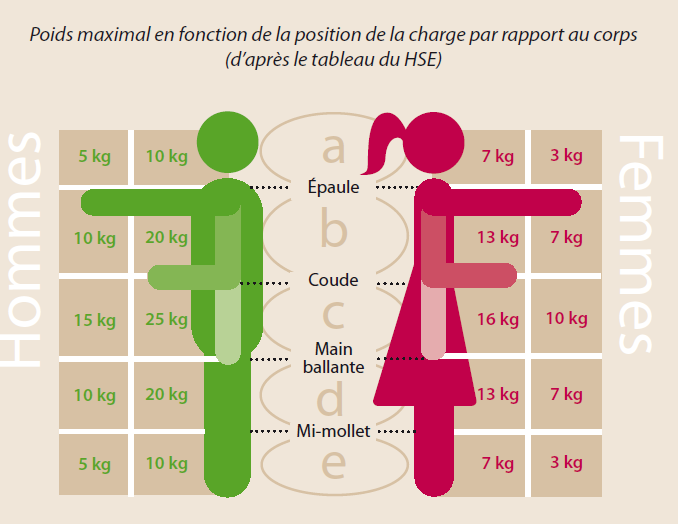 Poids maximal en fonction de la position de la charge par rapport au corps
(d'après le tableau du HSE)
Hommes
Femmes
5 kg 10 kg a 7 kg 3 kg
Épaule
10 kg 20 kg b 13 kg 7 kg
Coude
15 kg 25 kg c 16 kg 10 kg
Main
ballante
10 kg 20 kg d 13 kg 7 kg
Mi-mollet
5 kg 10 kg e 7 kg 3 kg